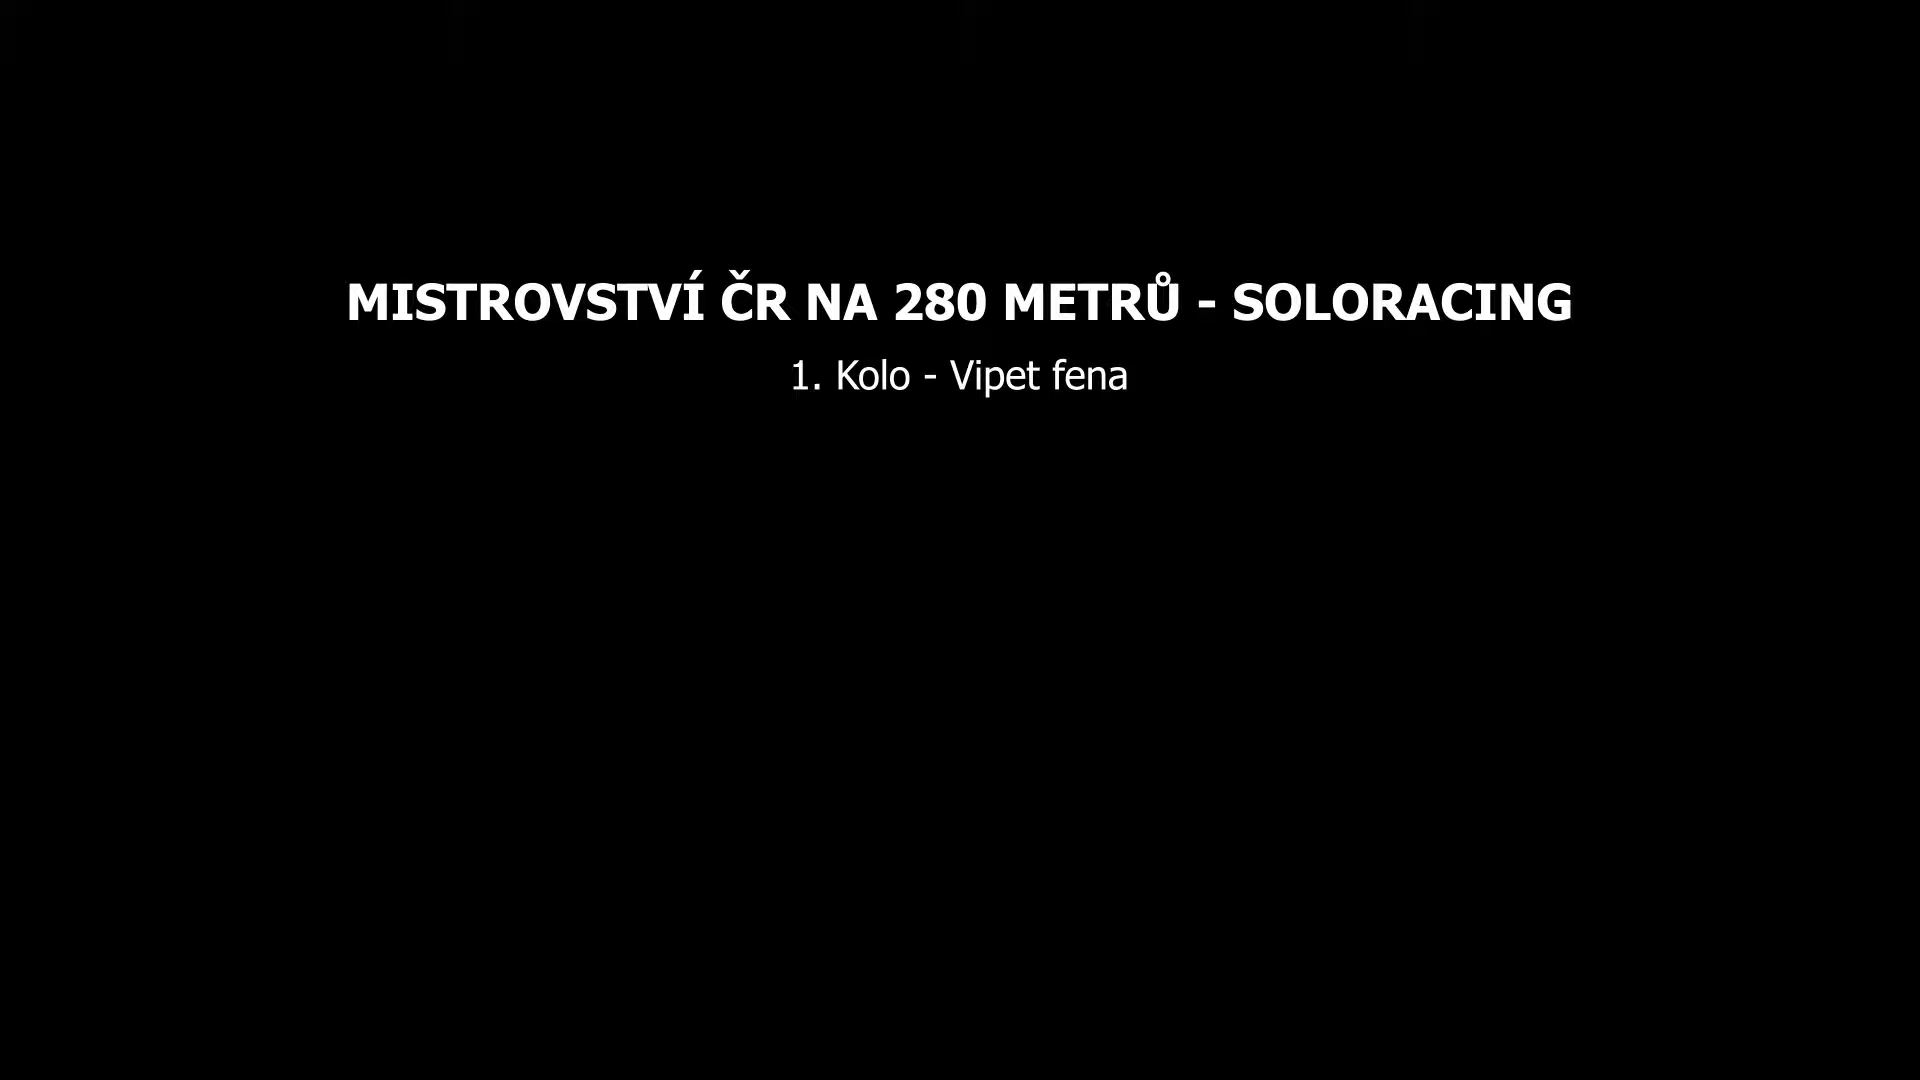 MISTROVSTVÍ ČR NA 280 METRŮ - SOLORACING
1. Kolo - Vipet fena